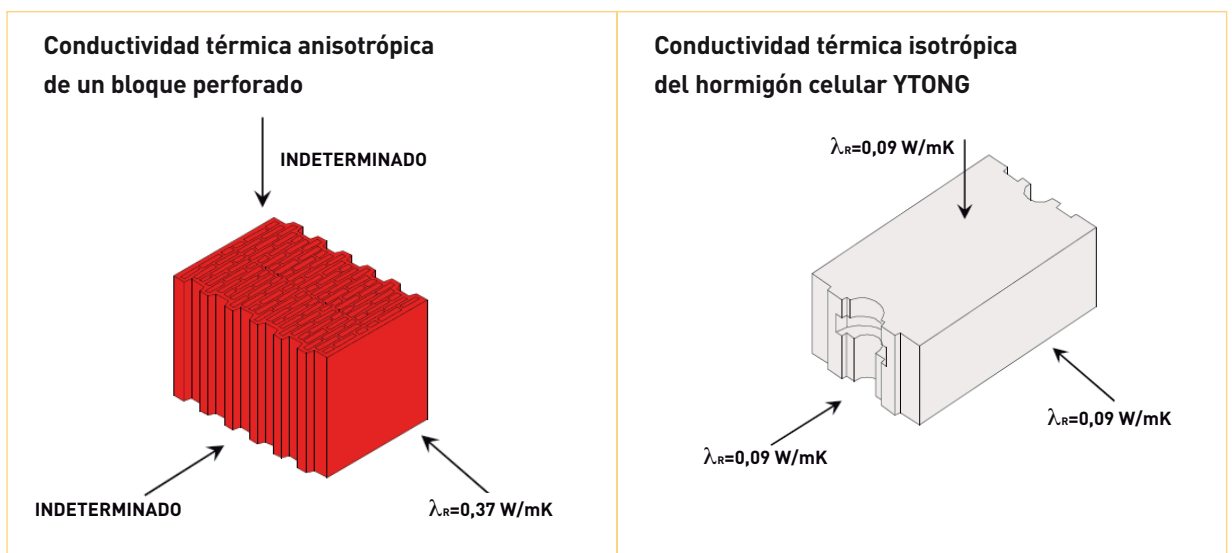 Conductividad térmica anisotrópica
de un bloque perforado
INDETERMINADO
INDETERMINADO
λR=0,37 W/mK
Conductividad térmica isotrópica
del hormigón celular YTONG
λR=0,09 W/mK
λR=0,09 W/mK
λR=0,09 W/mK